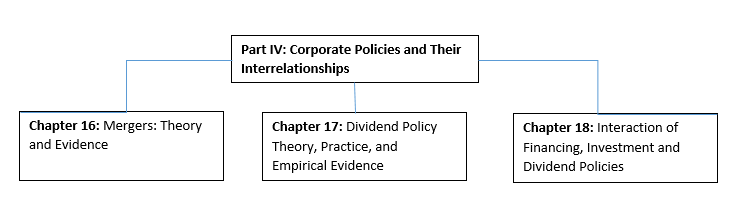 Part IV: Corporate Policies and Their
Interrelationships
Chapter 16: Mergers: Theory
and Evidence
Chapter 17: Dividend Policy
Theory, Practice, and
Empirical Evidence
Chapter 18: Interaction of
Financing, Investment and
Dividend Policies